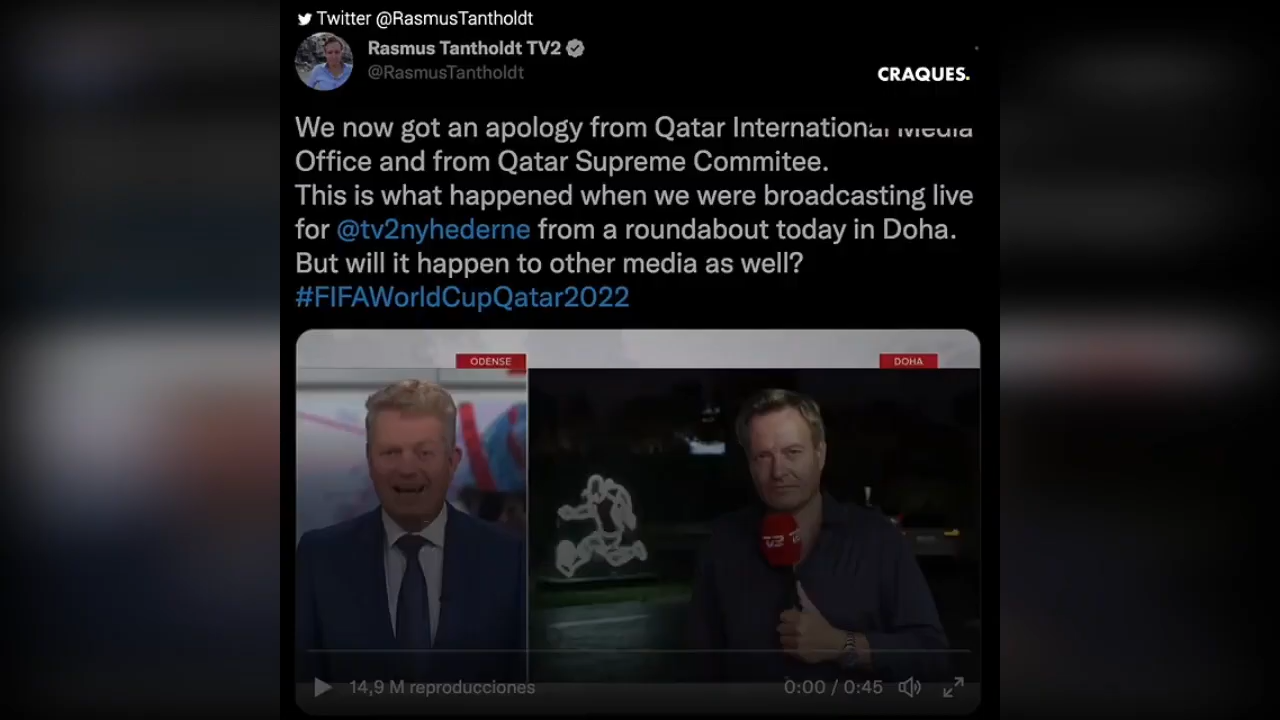 Twitter @RasmusTantholdt
Rasmus Tantholdt TV2
@RasmusTantholdt
CRAQUES.
We now got an apology from Qatar International Media
Office and from Qatar Supreme Commitee.
This is what happened when we were broadcasting live
for @tv2nyhederne from a roundabout today in Doha.
But will it happen to other media as well?
#FIFAWorldCupQatar2022
ODENSE
DOHA
TV2
14,9 M reproducciones
0:00 / 0:45